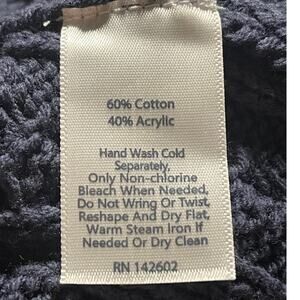 60% Cotton
40% Acrylic
Hand Wash Cold
Separately,
Only Non-chlorine
Bleach When Needed,
Do Not Wring Or Twist,
Reshape And Dry Flat,
Warm Steam Iron If
Needed Or Dry Clean
RN 142602